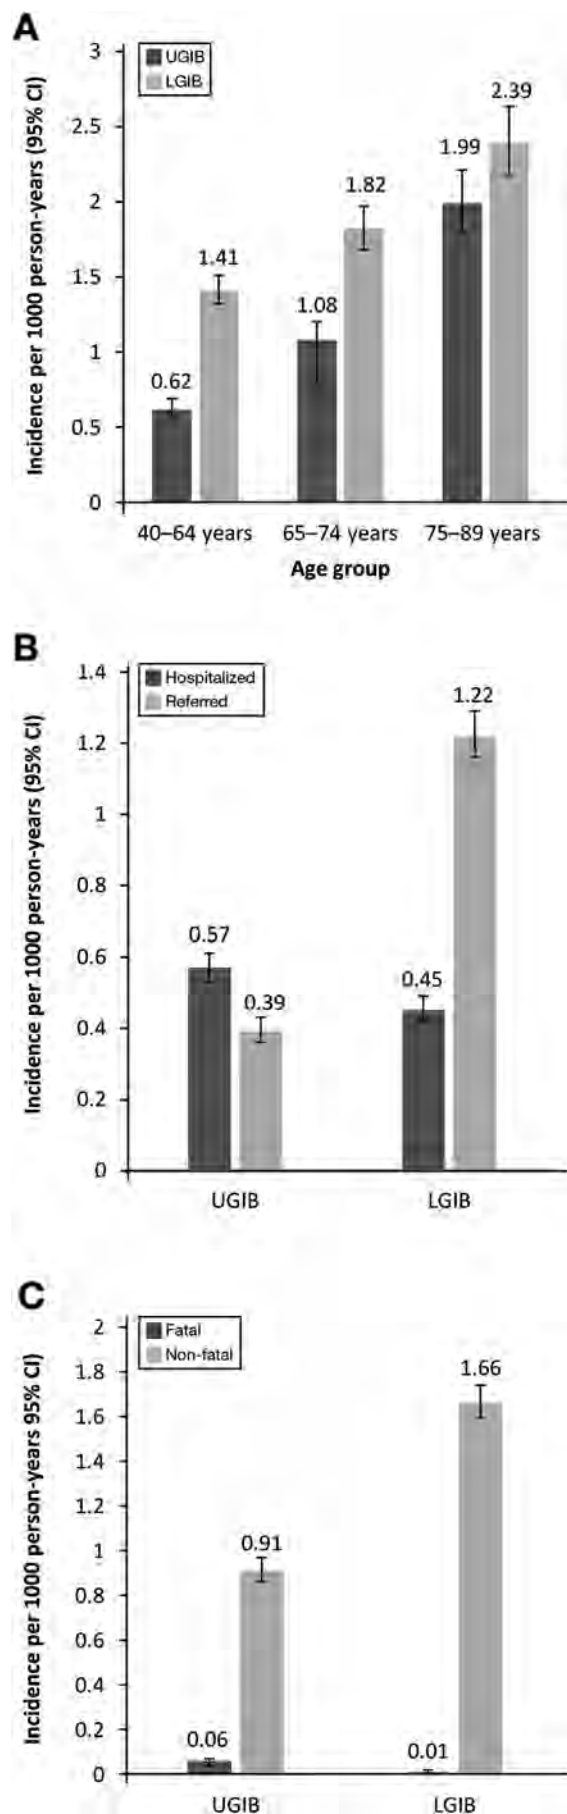 A
Incidence per 1000 person-years (95% CI)
UGIB
LGIB
3
2.5
2
1.5
1
0.5
0
0.62
1.41
1.08
1.82
1.99
2.39
40–64 years
65–74 years
75–89 years
Age group
B
Incidence per 1000 person-years (95% CI)
Hospitalized
Referred
1.4
1.2
1
0.8
0.6
0.4
0.2
0
0.57
0.39
0.45
1.22
UGIB
LGIB
C
Incidence per 1000 person-years 95% CI)
Fatal
Non-fatal
2
1.8
1.6
1.4
1.2
1
0.8
0.6
0.4
0.2
0
0.06
0.91
0.01
1.66
UGIB
LGIB